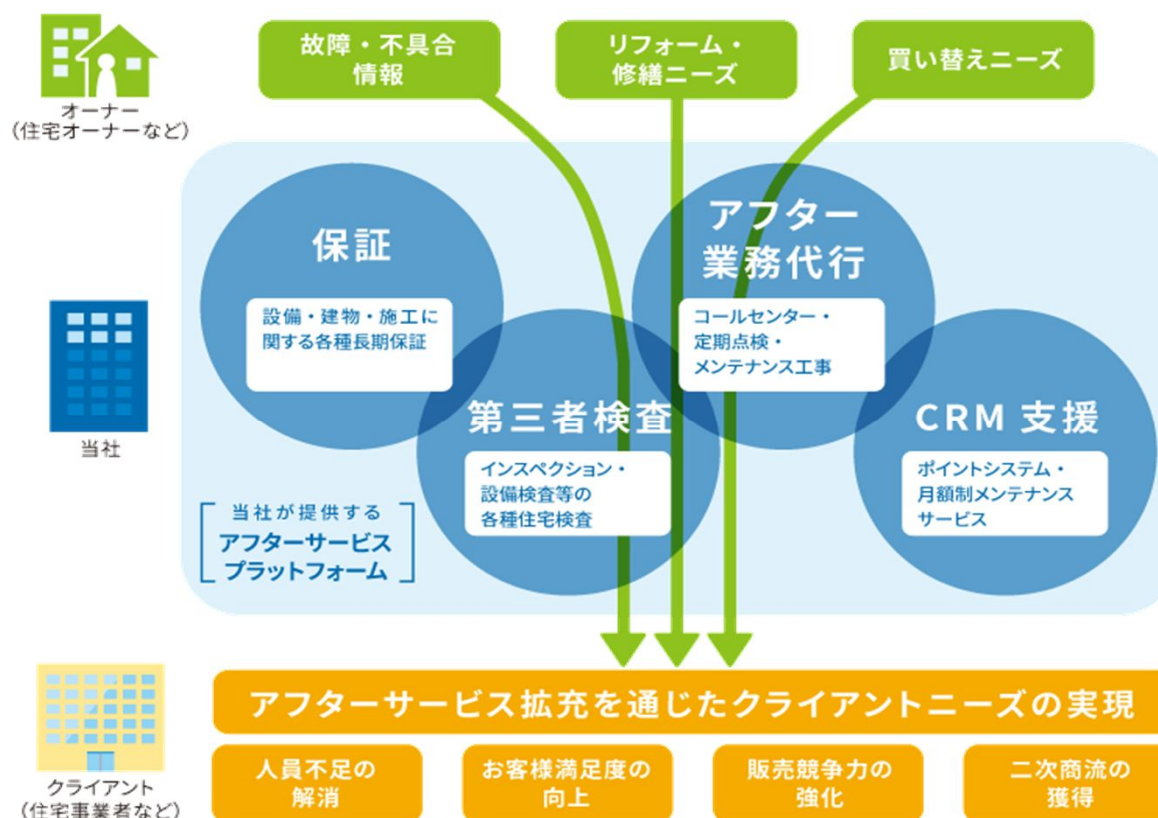 オーナー
（住宅オーナーなど）
故障・不具合
情報
リフォーム・
修繕ニーズ
買い替えニーズ
保証
設備・建物・施工に
関する各種長期保証
アフター
業務代行
コールセンター・
定期点検・
メンテナンス工事
第三者検査
インスペクション・
設備検査等の
各種住宅検査
CRM 支援
ポイントシステム・
月額制メンテナンス
サービス
当社
当社が提供する
アフターサービス
プラットフォーム
アフターサービス拡充を通じたクライアントニーズの実現
クライアント
（住宅事業者など）
人員不足の
解消
お客様満足度の
向上
販売競争力の
強化
二次商流の
獲得